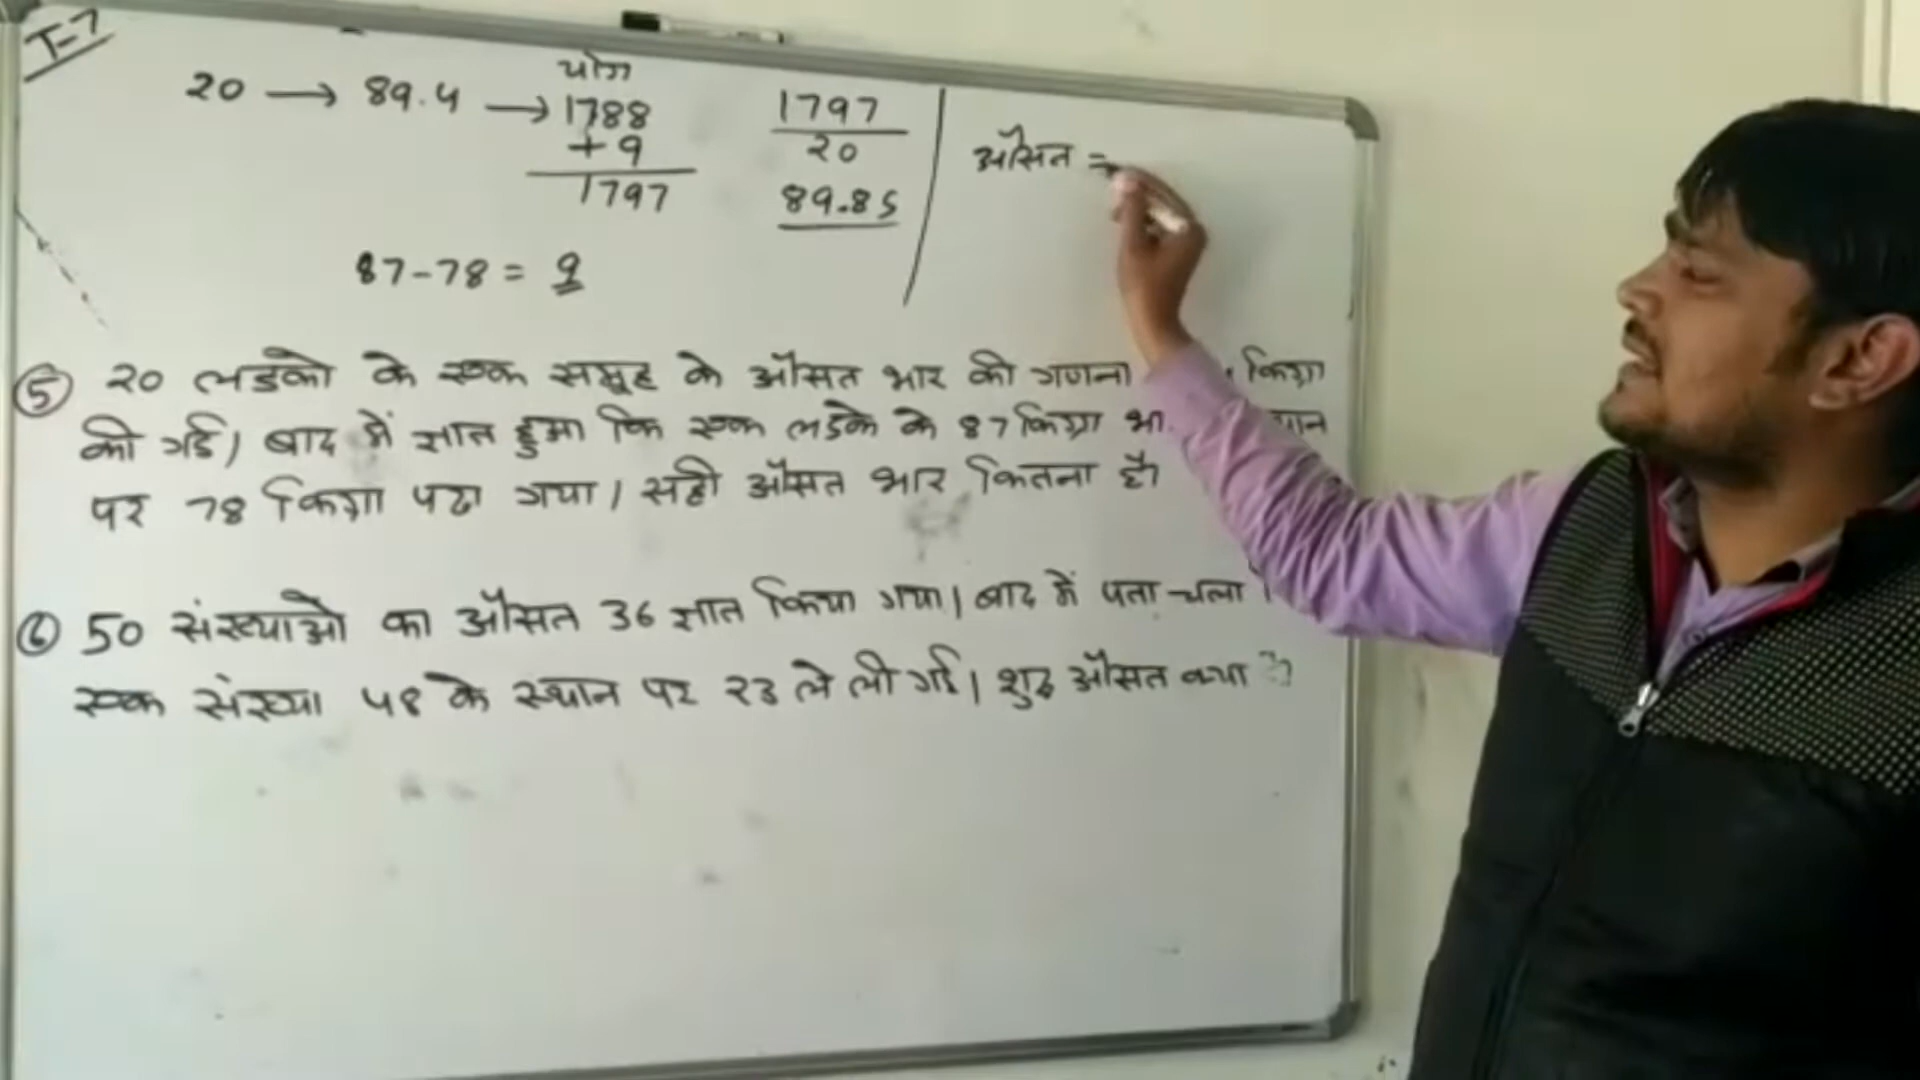 T-7
योग
20 → 89.4 → 1788
+ 9
1797
1797
20
89.85
औसत =
87-78 = 9
5 20 लडको के एक समूह के औसत भार की गणना किग्रा
की गई। बाद में ज्ञात हुआ कि एक लडके के 87 किग्रा
पर 78 किग्रा पढा गया। सही औसत भार कितना है।
6 50 संख्याओ का औसत 36 ज्ञात किया गया। बाद में पता चला
एक संख्या 48 के स्थान पर 23 ले ली गई। शुद्ध औसत क्या है